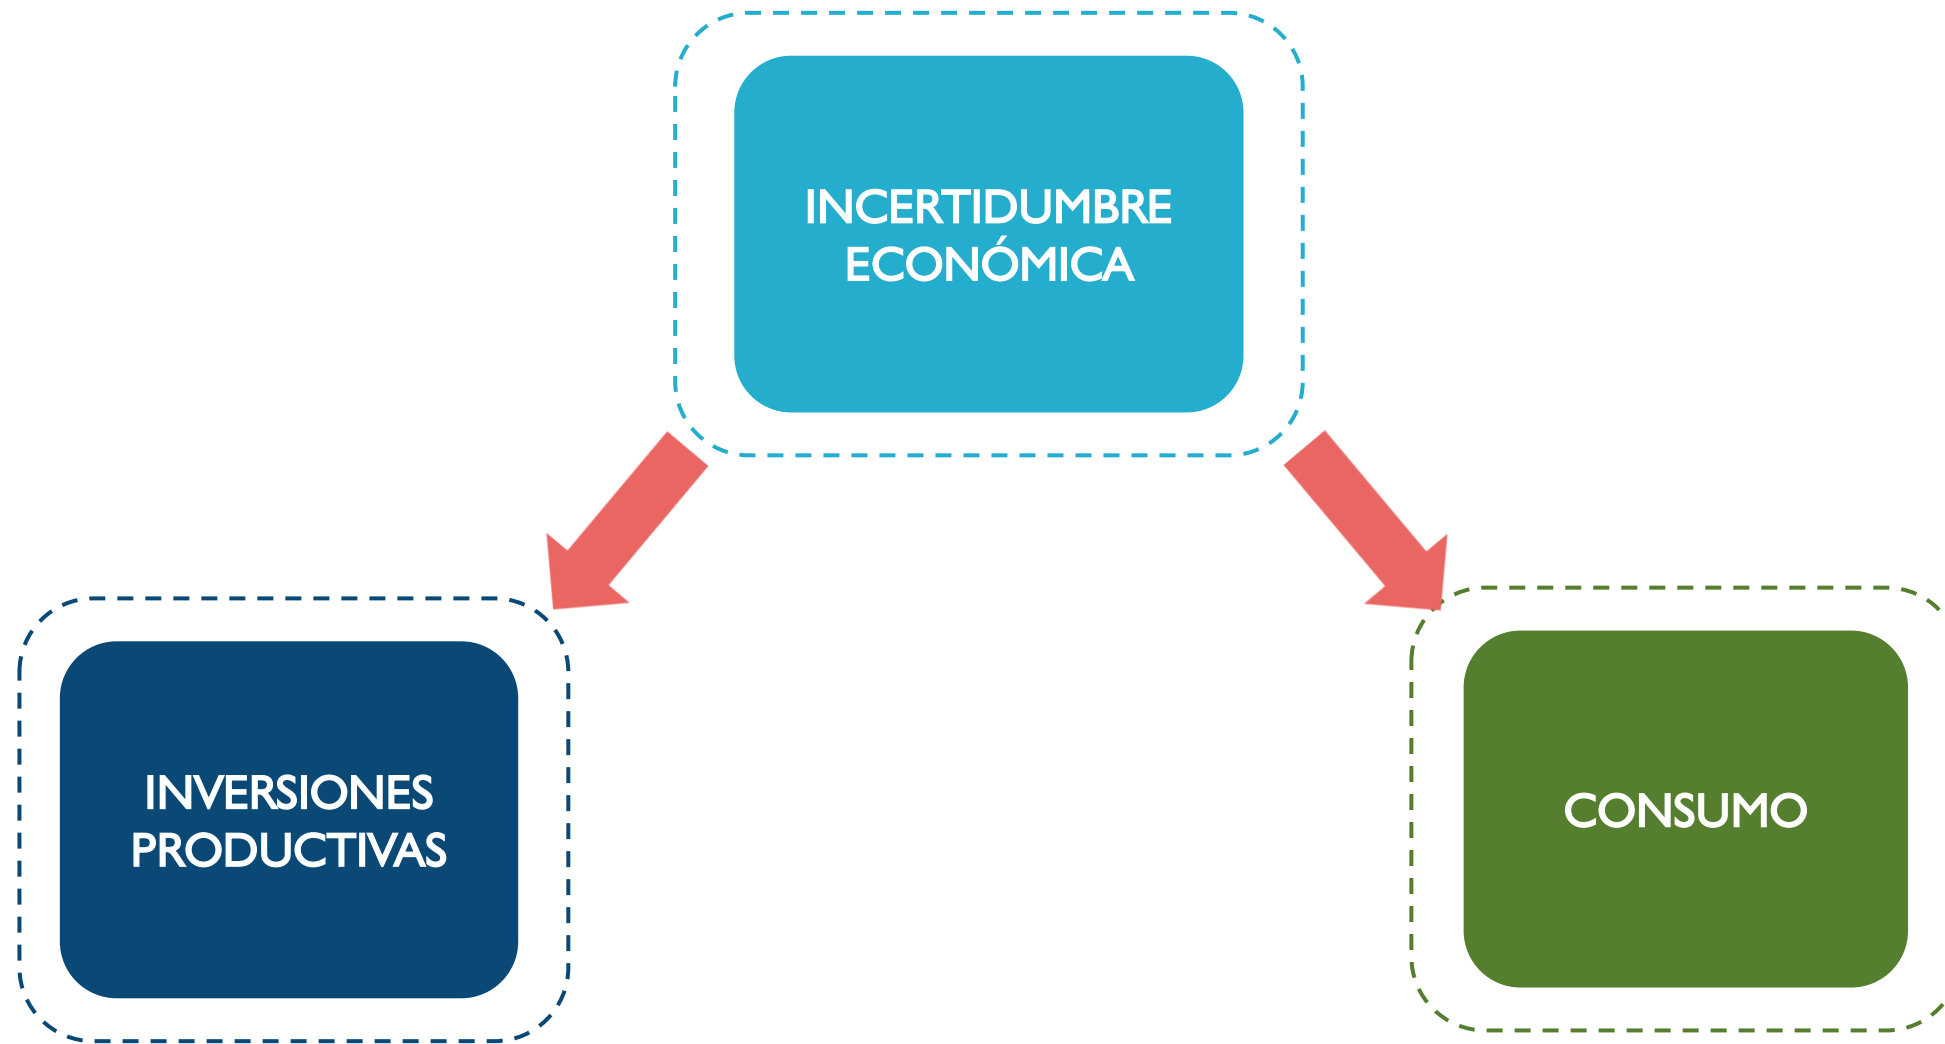 INCERTIDUMBRE
ECONÓMICA
INVERSIONES
PRODUCTIVAS
CONSUMO